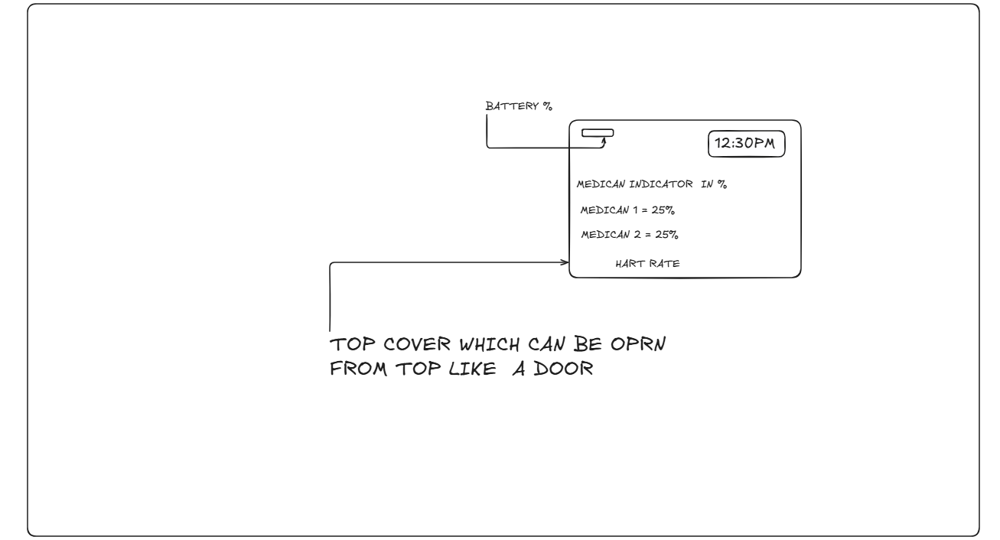 BATTERY %
12:30PM
MEDICAN INDICATOR IN %
MEDICAN 1 = 25%
MEDICAN 2 = 25%
HART RATE
TOP COVER WHICH CAN BE OPRN
FROM TOP LIKE A DOOR